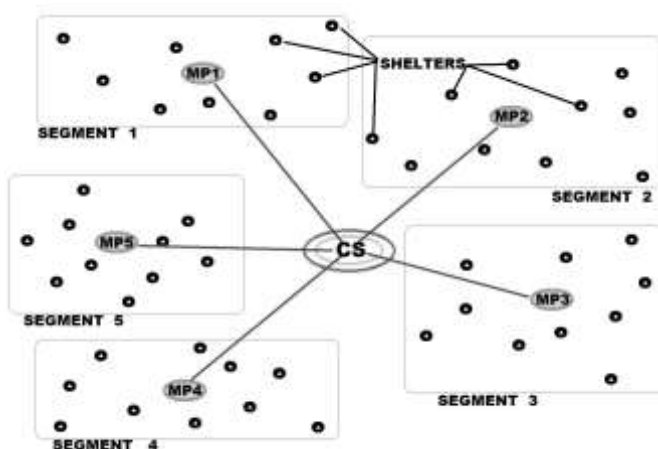 MP1
SHELTERS
MP2
SEGMENT 1
SEGMENT 2
MP5
CS
MP3
SEGMENT 5
MP4
SEGMENT 3
SEGMENT 4